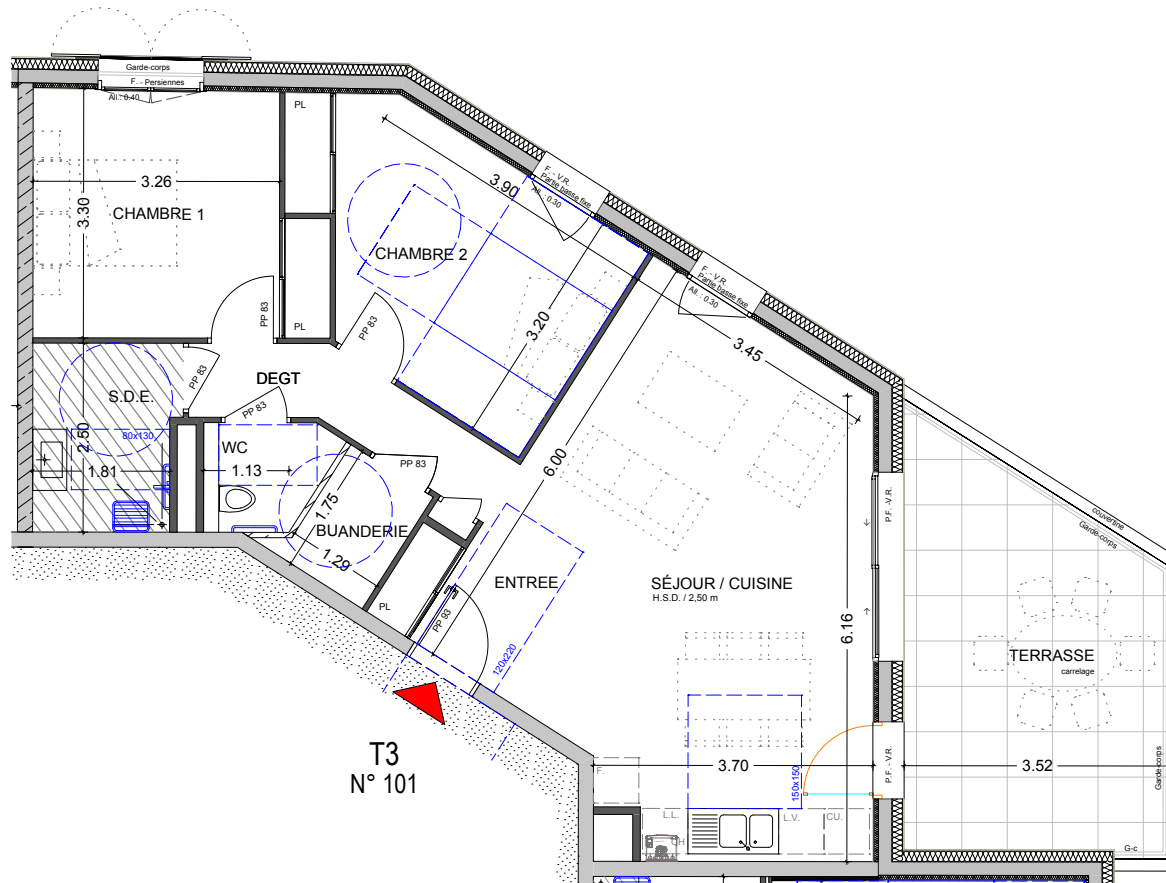 Garde-corps
F. - Persiennes
All.: 0.40
PL
3.26
CHAMBRE 1
3.30
PP 83
PL
3.90
F. - V.R.
Partie basse fixe
All. : 0.30
CHAMBRE 2
3.20
PP 83
F. - V.R.
Partie basse fixe
All. : 0.30
3.45
PP 83
DEGT
PP 83
S.D.E.
80x130
2.50
1.81
WC
1.13
PP 83
1.75
BUANDERIE
1.29
PL
6.00
ENTREE
PP 93
120x220
SÉJOUR / CUISINE
H.S.D. / 2,50 m
6.16
P.F. -V.R.
couvertine
Garde-corps
TERRASSE
carrelage
T3
N° 101
3.70
150x150
P.F. - V.R.
3.52
Garde-corps
F.
L.L.
CH
L.V.
CU.
G-c